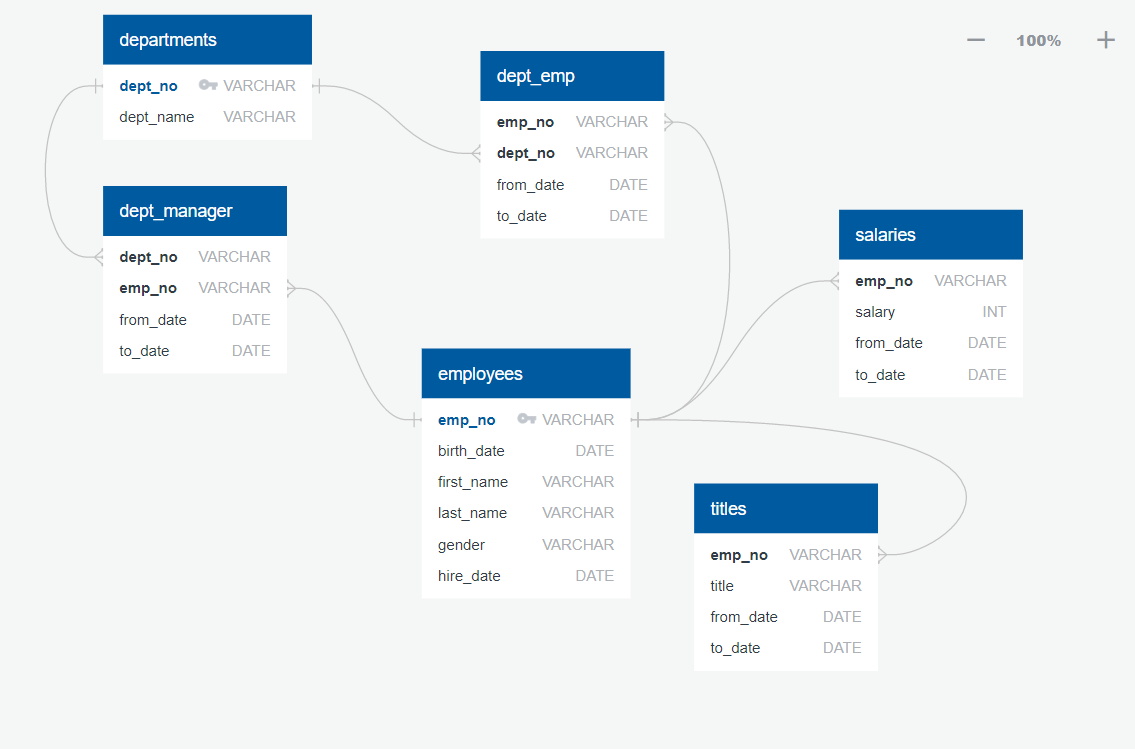 departments
dept_no VARCHAR
dept_name VARCHAR
dept_manager
dept_no VARCHAR
emp_no VARCHAR
from_date DATE
to_date DATE
dept_emp
emp_no VARCHAR
dept_no VARCHAR
from_date DATE
to_date DATE
employees
emp_no VARCHAR
birth_date DATE
first_name VARCHAR
last_name VARCHAR
gender VARCHAR
hire_date DATE
salaries
emp_no VARCHAR
salary INT
from_date DATE
to_date DATE
titles
emp_no VARCHAR
title VARCHAR
from_date DATE
to_date DATE
100%